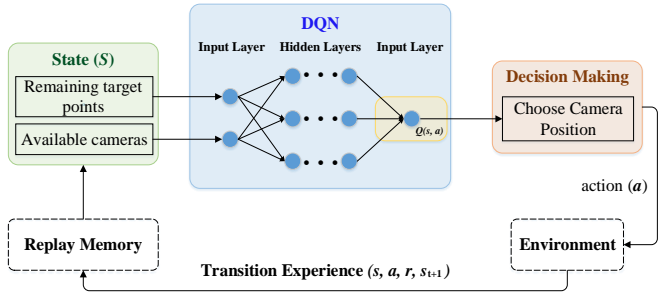 DQN
State (S)
Remaining target
points
Available cameras
Input Layer
Hidden Layers
Input Layer
Q(s, a)
Decision Making
Choose Camera
Position
action (a)
Replay Memory
Environment
Transition Experience (s, a, r, st+1)